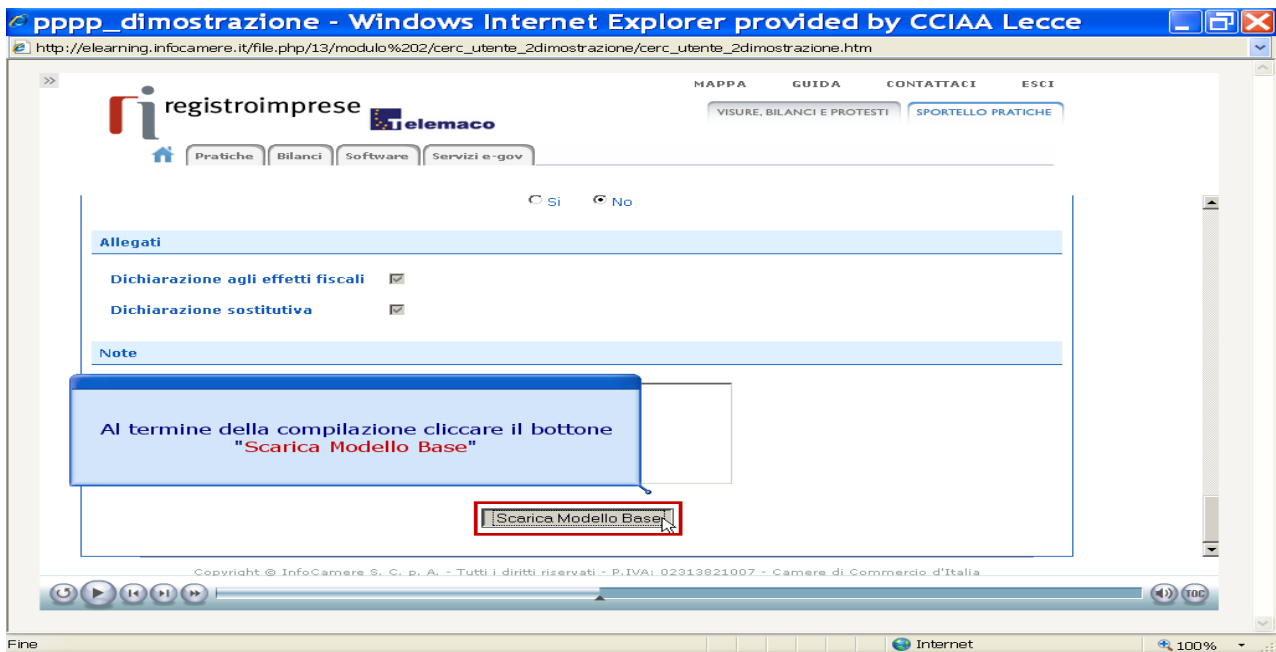 pppp_dimostrazione - Windows Internet Explorer provided by CCIAA Lecce
http://elearning.infocamere.it/file.php/13/modulo%202/cerc_utente_2dimostrazione/cerc_utente_2dimostrazione.htm
MAPPA GUIDA CONTATTACI ESCI
registroimprese Telemaco
VISURE, BILANCI E PROTESTI SPORTELLO PRATICHE
Pratiche Bilanci Software Servizi e-gov
Si No
Allegati
Dichiarazione agli effetti fiscali
Dichiarazione sostitutiva
Note
Al termine della compilazione cliccare il bottone
"Scarica Modello Base"
Scarica Modello Base
Copyright © InfoCamere S. C. p. A. - Tutti i diritti riservati - P.IVA: 02313821007 - Camere di Commercio d'Italia
TOC
Fine Internet 100%